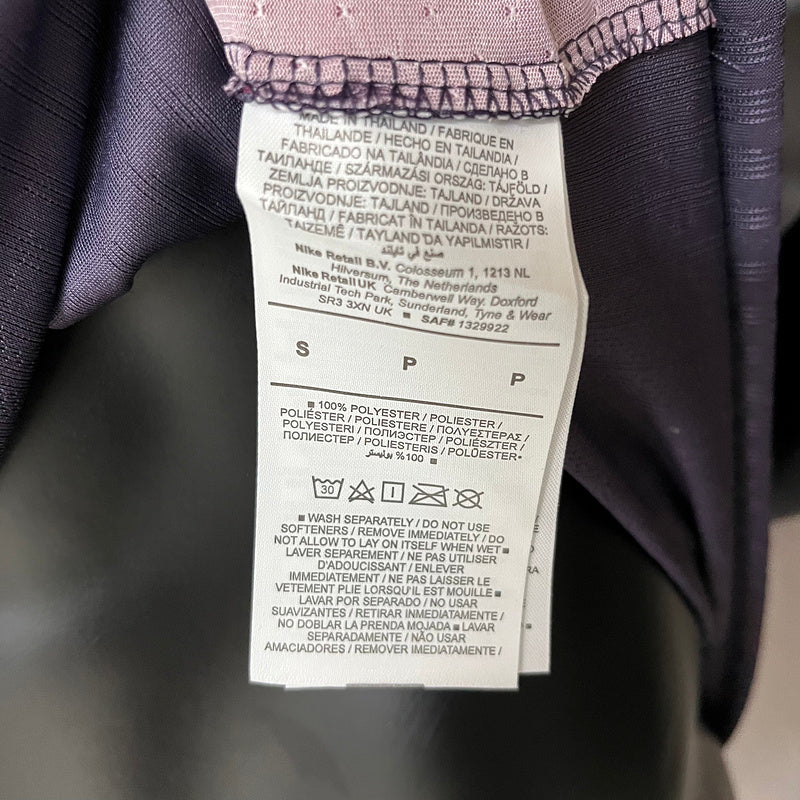 MADE IN THAILAND / FABRIQUE EN
THAILANDE / HECHO EN TAILANDIA /
FABRICADO NA TAILÂNDIA / СДЕЛАНО В
ТАИЛАНДЕ / SZÁRMAZÁSI ORSZÁG: TÁJFÖLD /
ZEMLJA PROIZVODNJE: TAJLAND / DRŽAVA
PROIZVODNJE: TAJLAND / ПРОИЗВЕДЕНО В
ТАЙЛАНД / FABRICAT ÎN TAILANDA / RAŽOTS:
TAIZEMĒ / TAYLAND'DA YAPILMISTIR /
صنع في تايلند
Nike Retail B.V. Colosseum 1, 1213 NL
Hilversum, The Netherlands
Nike Retail UK Camberwell Way, Doxford
Industrial Tech Park, Sunderland, Tyne & Wear
SR3 3XN UK ■ SAF# 1329922
S P P
■ 100% POLYESTER / POLIESTER /
POLIÉSTER / POLIESTERE / ΠΟΛΥΕΣΤΕΡΑΣ /
POLYESTERI / ПОЛИЭСТЕР / POLIÉSZTER /
ПОЛИЕСТЕР / POLIESTERIS / POLÜESTER•
100% بوليستر ■
30
■ WASH SEPARATELY / DO NOT USE
SOFTENERS / REMOVE IMMEDIATELY / DO
NOT ALLOW TO LAY ON ITSELF WHEN WET ■
LAVER SEPAREMENT / NE PAS UTILISER
D'ADOUCISSANT / ENLEVER
IMMEDIATEMENT / NE PAS LAISSER LE
VETEMENT PLIE LORSQU'IL EST MOUILLE ■
LAVAR POR SEPARADO / NO USAR
SUAVIZANTES / RETIRAR INMEDIATAMENTE /
NO DOBLAR LA PRENDA MOJADA ■ LAVAR
SEPARADAMENTE / NÃO USAR
AMACIADORES / REMOVER IMEDIATAMENTE /